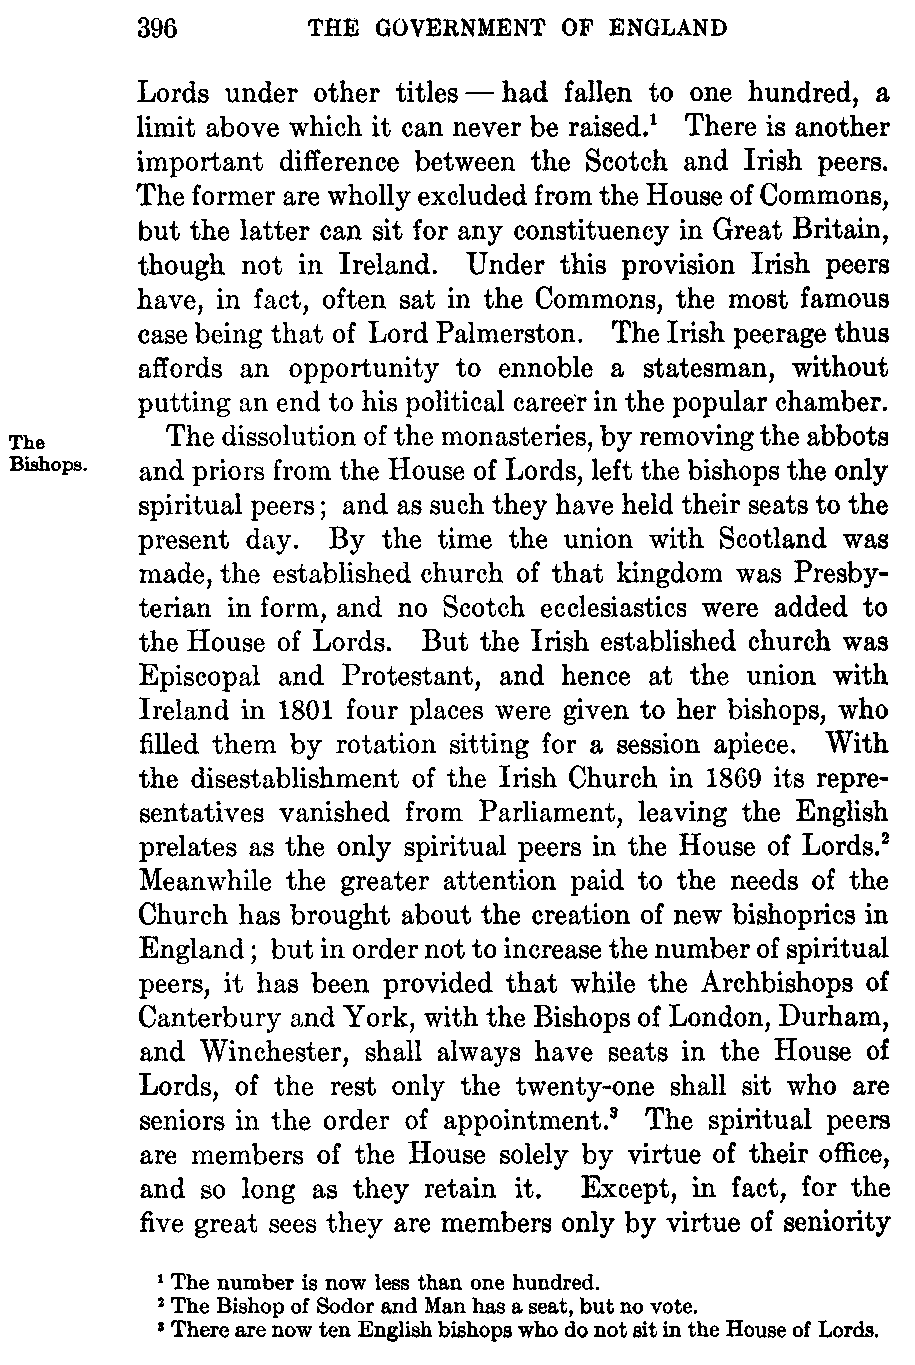 396 THE GOVERNMENT OF ENGLAND
Lords under other titles — had fallen to one hundred, a
limit above which it can never be raised.¹ There is another
important difference between the Scotch and Irish peers.
The former are wholly excluded from the House of Commons,
but the latter can sit for any constituency in Great Britain,
though not in Ireland. Under this provision Irish peers
have, in fact, often sat in the Commons, the most famous
case being that of Lord Palmerston. The Irish peerage thus
affords an opportunity to ennoble a statesman, without
putting an end to his political career in the popular chamber.
The
Bishops.
The dissolution of the monasteries, by removing the abbots
and priors from the House of Lords, left the bishops the only
spiritual peers; and as such they have held their seats to the
present day. By the time the union with Scotland was
made, the established church of that kingdom was Presby-
terian in form, and no Scotch ecclesiastics were added to
the House of Lords. But the Irish established church was
Episcopal and Protestant, and hence at the union with
Ireland in 1801 four places were given to her bishops, who
filled them by rotation sitting for a session apiece. With
the disestablishment of the Irish Church in 1869 its repre-
sentatives vanished from Parliament, leaving the English
prelates as the only spiritual peers in the House of Lords.²
Meanwhile the greater attention paid to the needs of the
Church has brought about the creation of new bishoprics in
England; but in order not to increase the number of spiritual
peers, it has been provided that while the Archbishops of
Canterbury and York, with the Bishops of London, Durham,
and Winchester, shall always have seats in the House of
Lords, of the rest only the twenty-one shall sit who are
seniors in the order of appointment.³ The spiritual peers
are members of the House solely by virtue of their office,
and so long as they retain it. Except, in fact, for the
five great sees they are members only by virtue of seniority
¹ The number is now less than one hundred.
² The Bishop of Sodor and Man has a seat, but no vote.
³ There are now ten English bishops who do not sit in the House of Lords.